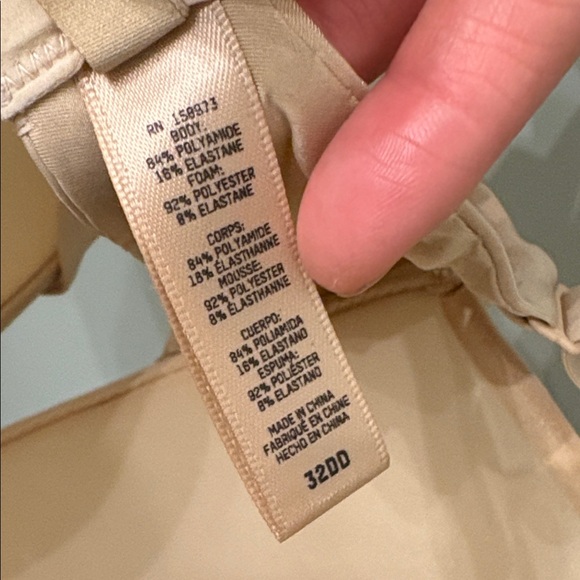 RN 158973
BODY:
84% POLYAMIDE
16% ELASTANE
FOAM:
92% POLYESTER
8% ELASTANE
CORPS:
84% POLYAMIDE
16% ÉLASTHANNE
MOUSSE:
92% POLYESTER
8% ÉLASTHANNE
CUERPO:
84% POLIAMIDA
16% ELASTANO
ESPUMA:
92% POLIÉSTER
8% ELASTANO
MADE IN CHINA
FABRIQUÉ EN CHINE
HECHO EN CHINA
32DD